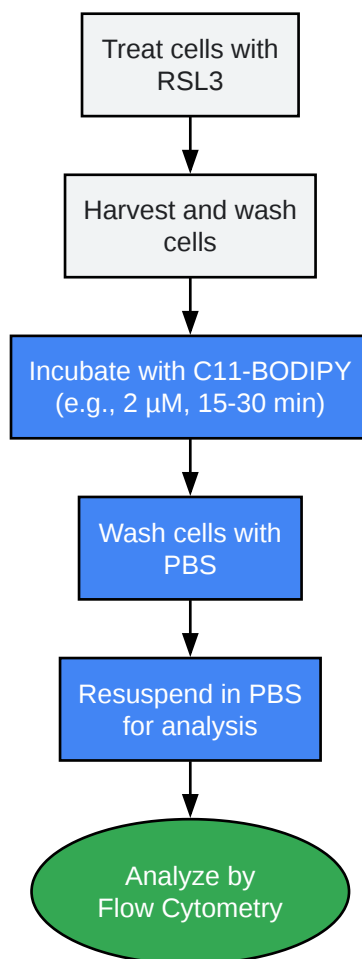 Treat cells with
RSL3
Harvest and wash
cells
Incubate with C11-BODIPY
(e.g., 2 µM, 15-30 min)
Wash cells with
PBS
Resuspend in PBS
for analysis
Analyze by
Flow Cytometry